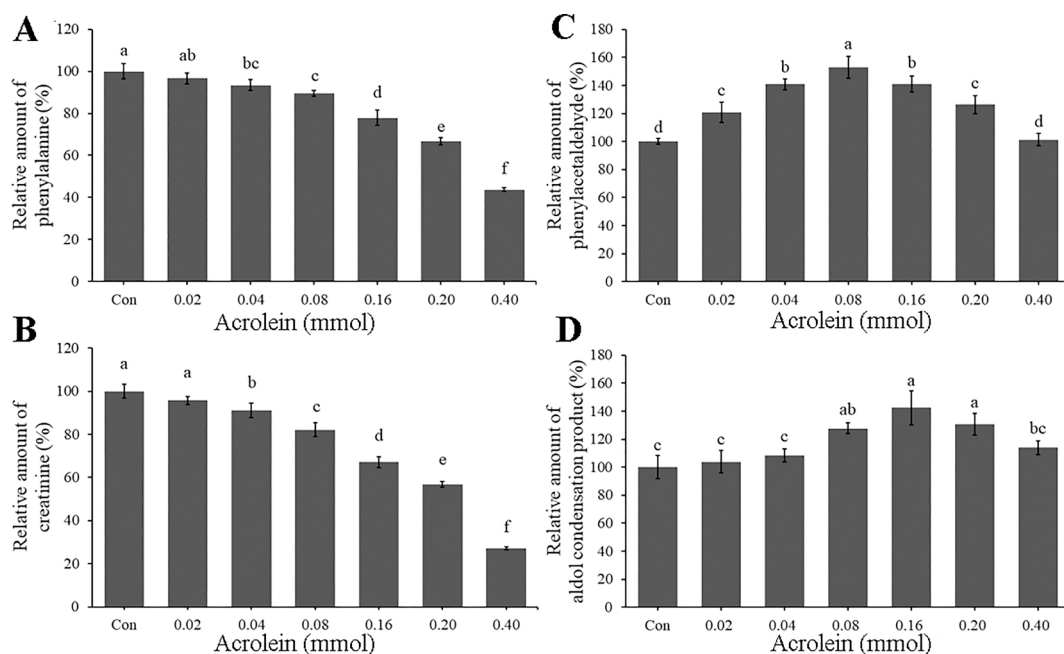 A
Relative amount of
phenylalanine (%)
120
100
80
60
40
20
0
a
ab
bc
c
d
e
f
Con 0.02 0.04 0.08 0.16 0.20 0.40
Acrolein (mmol)
B
Relative amount of
creatinine (%)
120
100
80
60
40
20
0
a
a
b
c
d
e
f
Con 0.02 0.04 0.08 0.16 0.20 0.40
Acrolein (mmol)
C
Relative amount of
phenylacetaldehyde (%)
180
160
140
120
100
80
60
40
20
0
d
c
b
a
b
c
d
Con 0.02 0.04 0.08 0.16 0.20 0.40
Acrolein (mmol)
D
Relative amount of
aldol condensation product (%)
180
160
140
120
100
80
60
40
20
0
c
c
c
ab
a
a
bc
Con 0.02 0.04 0.08 0.16 0.20 0.40
Acrolein (mmol)